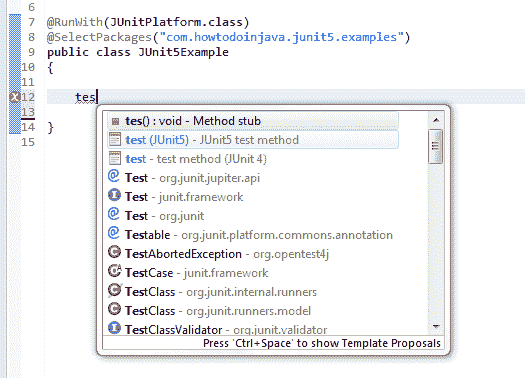 6
7 @RunWith(JUnitPlatform.class)
8 @SelectPackages("com.howtodoinjava.junit5.examples")
9 public class JUnit5Example
10 {
11
12 tes
13
14 }
15
tes() : void - Method stub
test (JUnit5) - JUnit5 test method
test - test method (JUnit 4)
Test - org.junit.jupiter.api
Test - junit.framework
Test - org.junit
Testable - org.junit.platform.commons.annotation
TestAbortedException - org.opentest4j
TestCase - junit.framework
TestClass - org.junit.internal.runners
TestClass - org.junit.runners.model
TestClassValidator - org.junit.validator
Press 'Ctrl+Space' to show Template Proposals